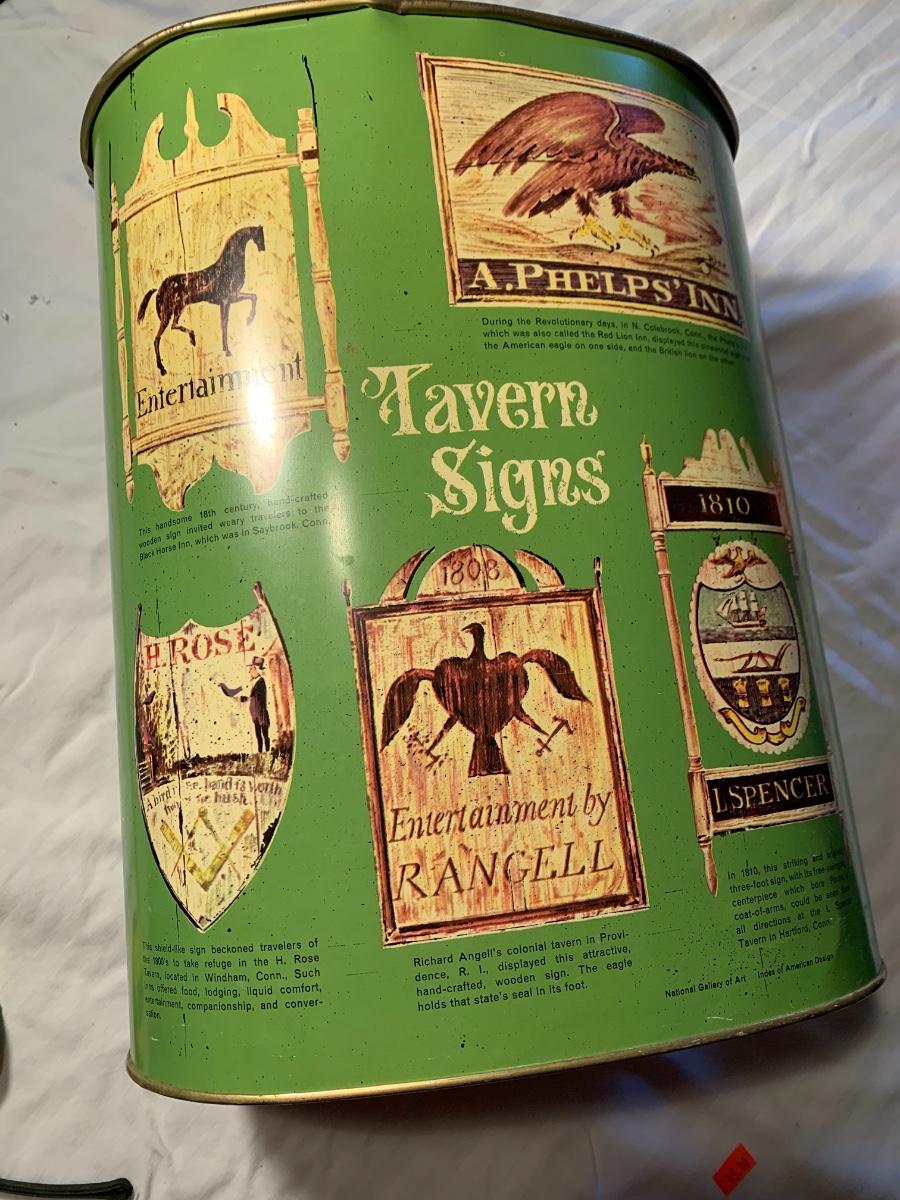 Entertainment
This handsome 18th century, hand-crafted
wooden sign invited weary travelers to the
Black Horse Inn, which was in Saybrook, Conn.
A. PHELPS' INN
During the Revolutionary days, in N. Colebrook, Conn., the
which was also called the Red Lion Inn, displayed this pinewood
the American eagle on one side, and the British lion on the other.
Tavern
Signs
H. ROSE
A bird
hand is worth
bush.
This shield-like sign beckoned travelers of
the 1800's to take refuge in the H. Rose
Tavern, located in Windham, Conn., Such
inns offered food, lodging, liquid comfort,
entertainment, companionship, and conver-
sation.
1808
Entertainment by
RANGELL
Richard Angell's colonial tavern in Provi-
dence, R. I., displayed this attractive,
hand-crafted, wooden sign. The eagle
holds that state's seal in its foot.
1810
I. SPENCER
In 1810, this striking and
three-foot sign, with its free-swinging
centerpiece which bore
coat-of-arms, could be seen from
all directions at the I. Spencer
Tavern in Hartford, Conn.
National Gallery of Art Index of American Design